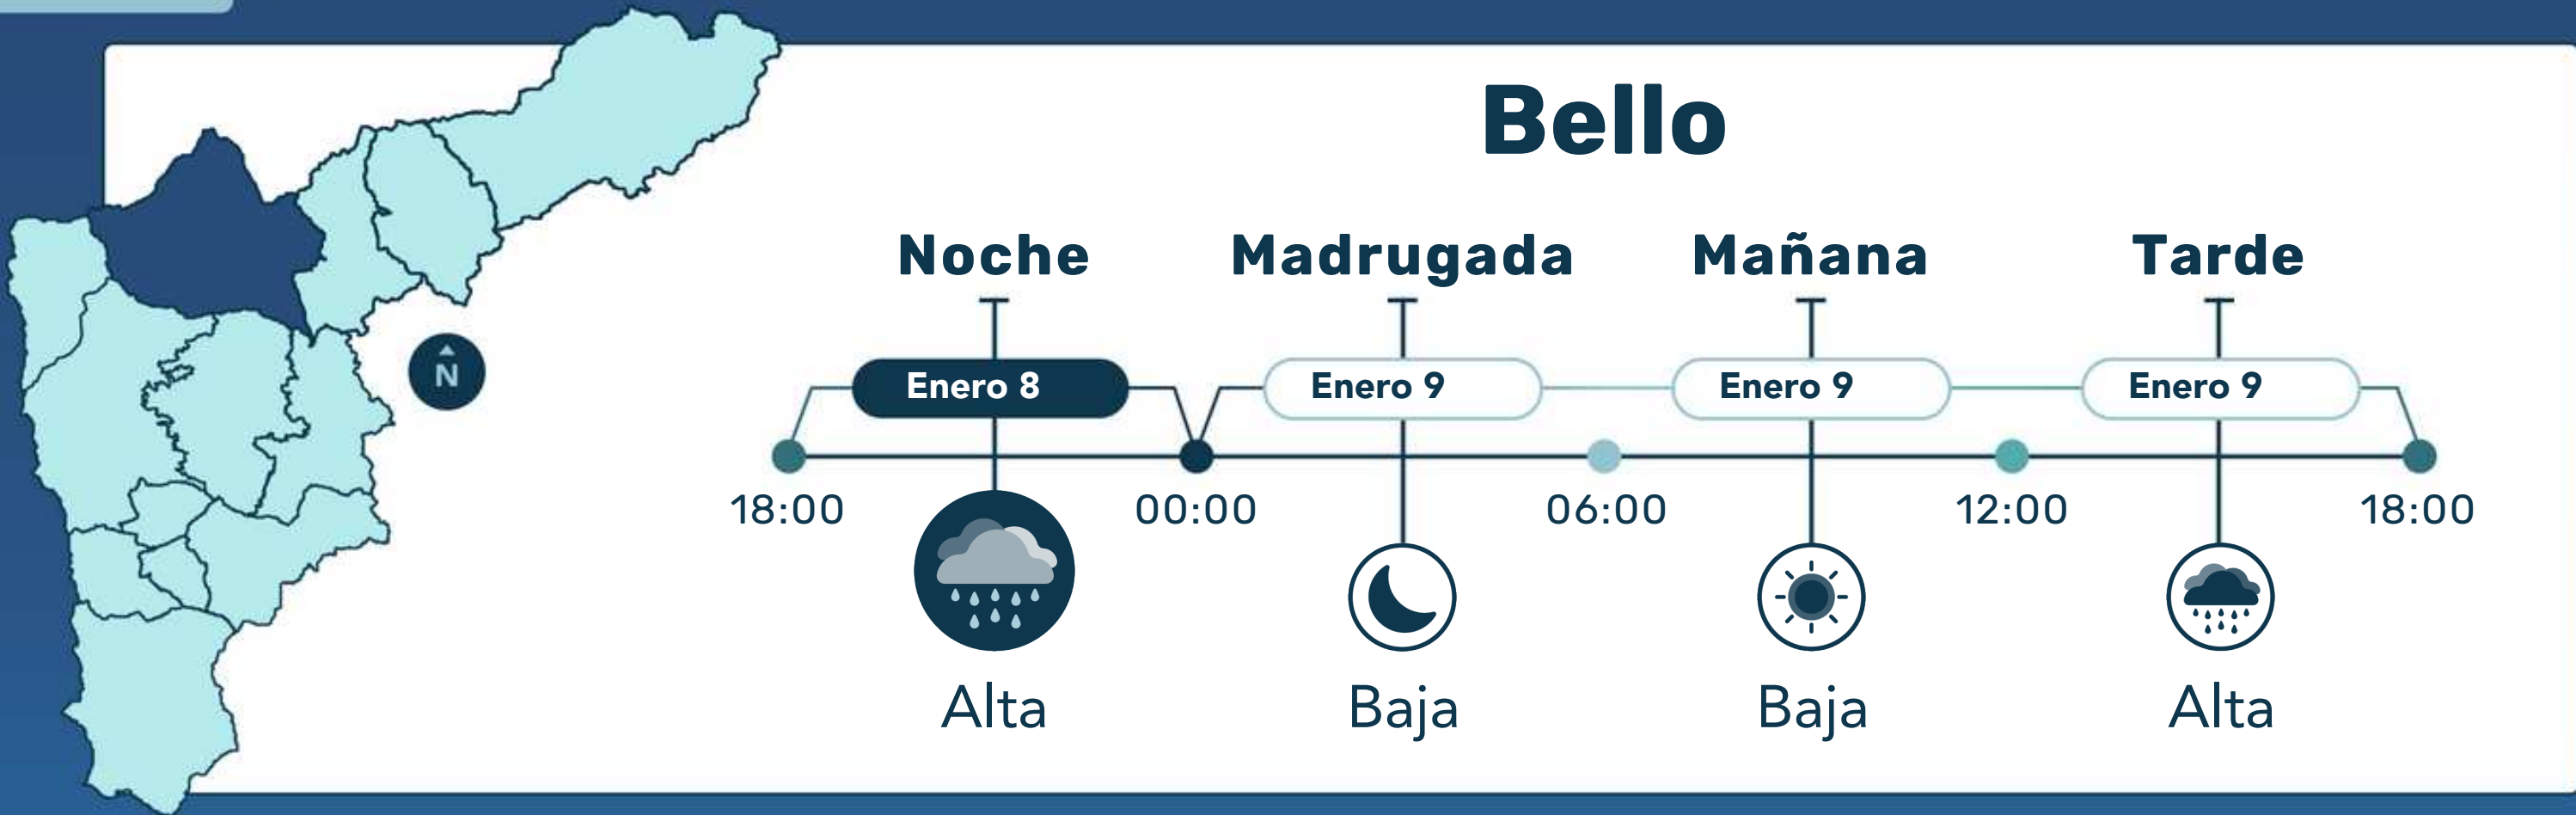 Bello
Noche Madrugada Mañana Tarde
Enero 8 Enero 9 Enero 9 Enero 9
N
18:00 00:00 06:00 12:00 18:00
Alta Baja Baja Alta